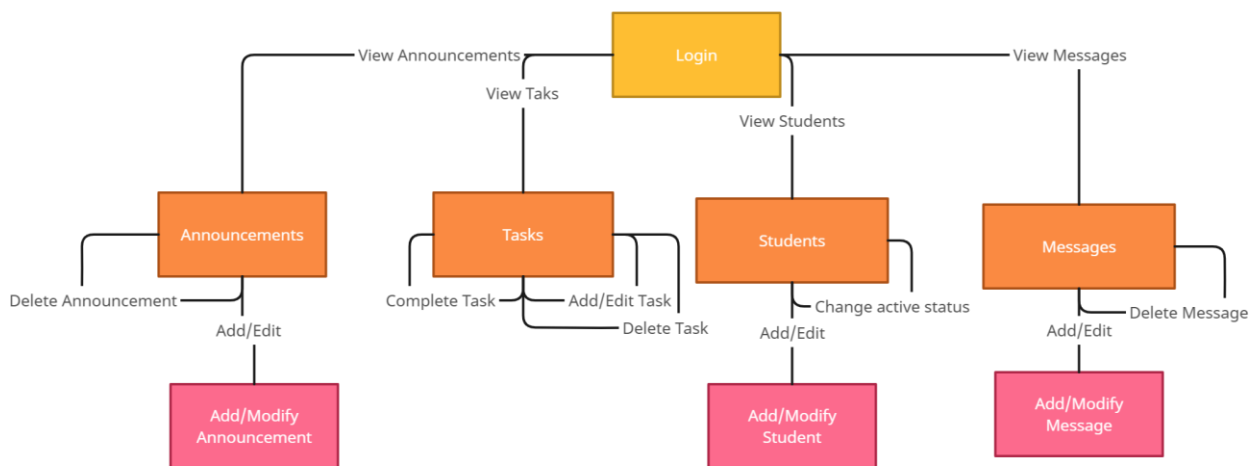 View Announcements
Login
View Messages
View Taks
View Students
Announcements
Tasks
Students
Messages
Delete Announcement
Complete Task
Add/Edit Task
Change active status
Delete Message
Add/Edit
Delete Task
Add/Edit
Add/Edit
Add/Modify
Announcement
Add/Modify
Student
Add/Modify
Message